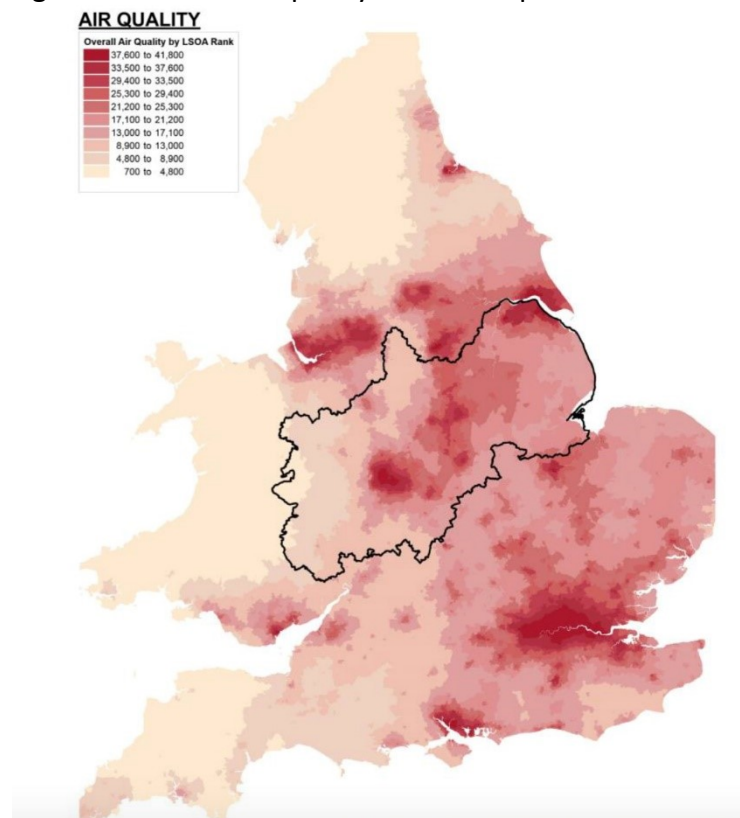 AIR QUALITY
Overall Air Quality by LSOA Rank
37,600 to 41,800
33,500 to 37,600
29,400 to 33,500
25,300 to 29,400
21,200 to 25,300
17,100 to 21,200
13,000 to 17,100
8,900 to 13,000
4,800 to 8,900
700 to 4,800